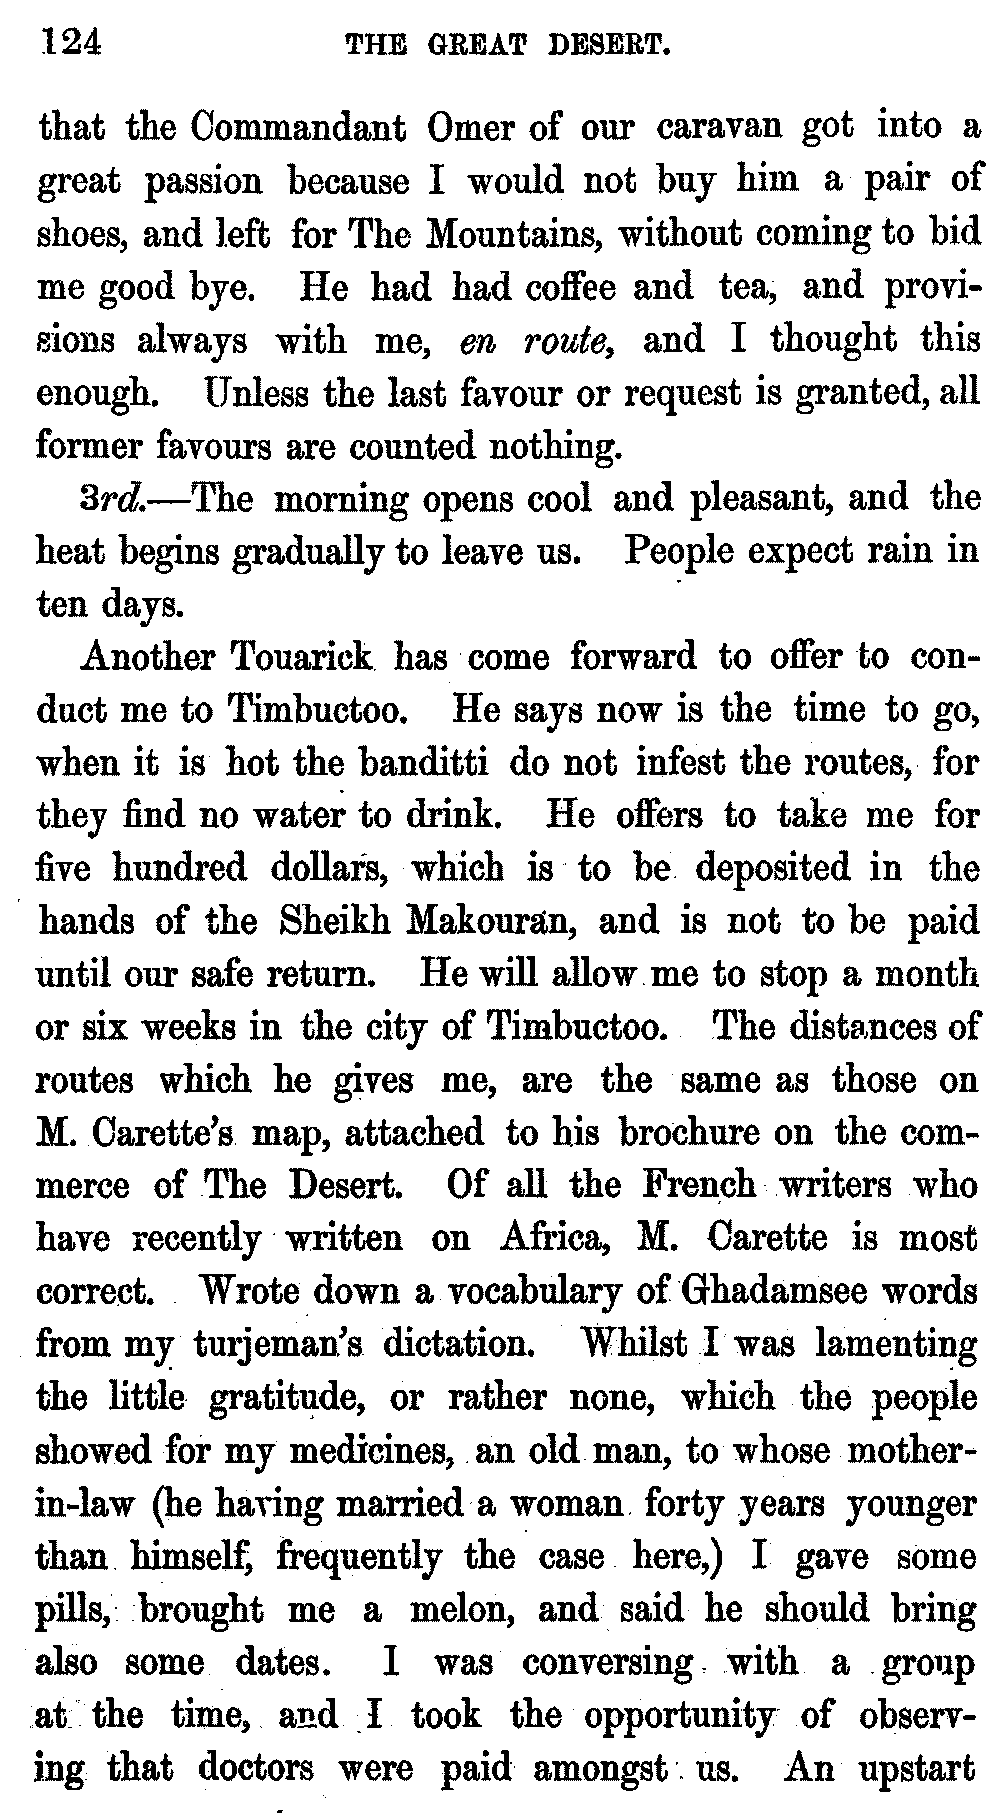 124 THE GREAT DESERT.
that the Commandant Omer of our caravan got into a
great passion because I would not buy him a pair of
shoes, and left for The Mountains, without coming to bid
me good bye. He had had coffee and tea, and provi-
sions always with me, en route, and I thought this
enough. Unless the last favour or request is granted, all
former favours are counted nothing.
3rd.—The morning opens cool and pleasant, and the
heat begins gradually to leave us. People expect rain in
ten days.
Another Touarick has come forward to offer to con-
duct me to Timbuctoo. He says now is the time to go,
when it is hot the banditti do not infest the routes, for
they find no water to drink. He offers to take me for
five hundred dollars, which is to be deposited in the
hands of the Sheikh Makouran, and is not to be paid
until our safe return. He will allow me to stop a month
or six weeks in the city of Timbuctoo. The distances of
routes which he gives me, are the same as those on
M. Carette's map, attached to his brochure on the com-
merce of The Desert. Of all the French writers who
have recently written on Africa, M. Carette is most
correct. Wrote down a vocabulary of Ghadamsee words
from my turjeman's dictation. Whilst I was lamenting
the little gratitude, or rather none, which the people
showed for my medicines, an old man, to whose mother-
in-law (he having married a woman forty years younger
than himself, frequently the case here,) I gave some
pills, brought me a melon, and said he should bring
also some dates. I was conversing with a group
at the time, and I took the opportunity of observ-
ing that doctors were paid amongst us. An upstart